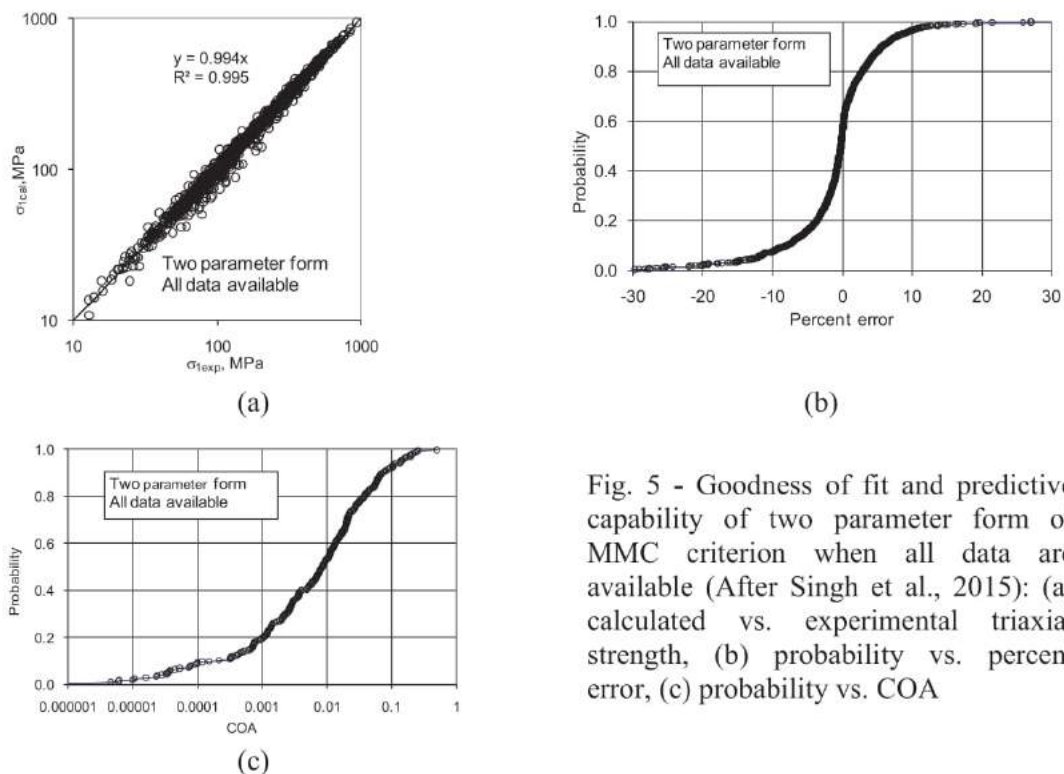 1000
y = 0.994x
R² = 0.995
σ1cal, MPa
100
Two parameter form
All data available
10
10 100 1000
σ1exp, MPa
(a)
1.0
Two parameter form
All data available
0.8
0.6
Probability
0.4
0.2
0.0
-30 -20 -10 0 10 20 30
Percent error
(b)
1.0
Two parameter form
All data available
0.8
0.6
Probability
0.4
0.2
0.0
0.000001 0.00001 0.0001 0.001 0.01 0.1 1
COA
(c)
Fig. 5 - Goodness of fit and predictive
capability of two parameter form o
MMC criterion when all data are
available (After Singh et al., 2015): (a
calculated vs. experimental triaxia
strength, (b) probability vs. percen
error, (c) probability vs. COA